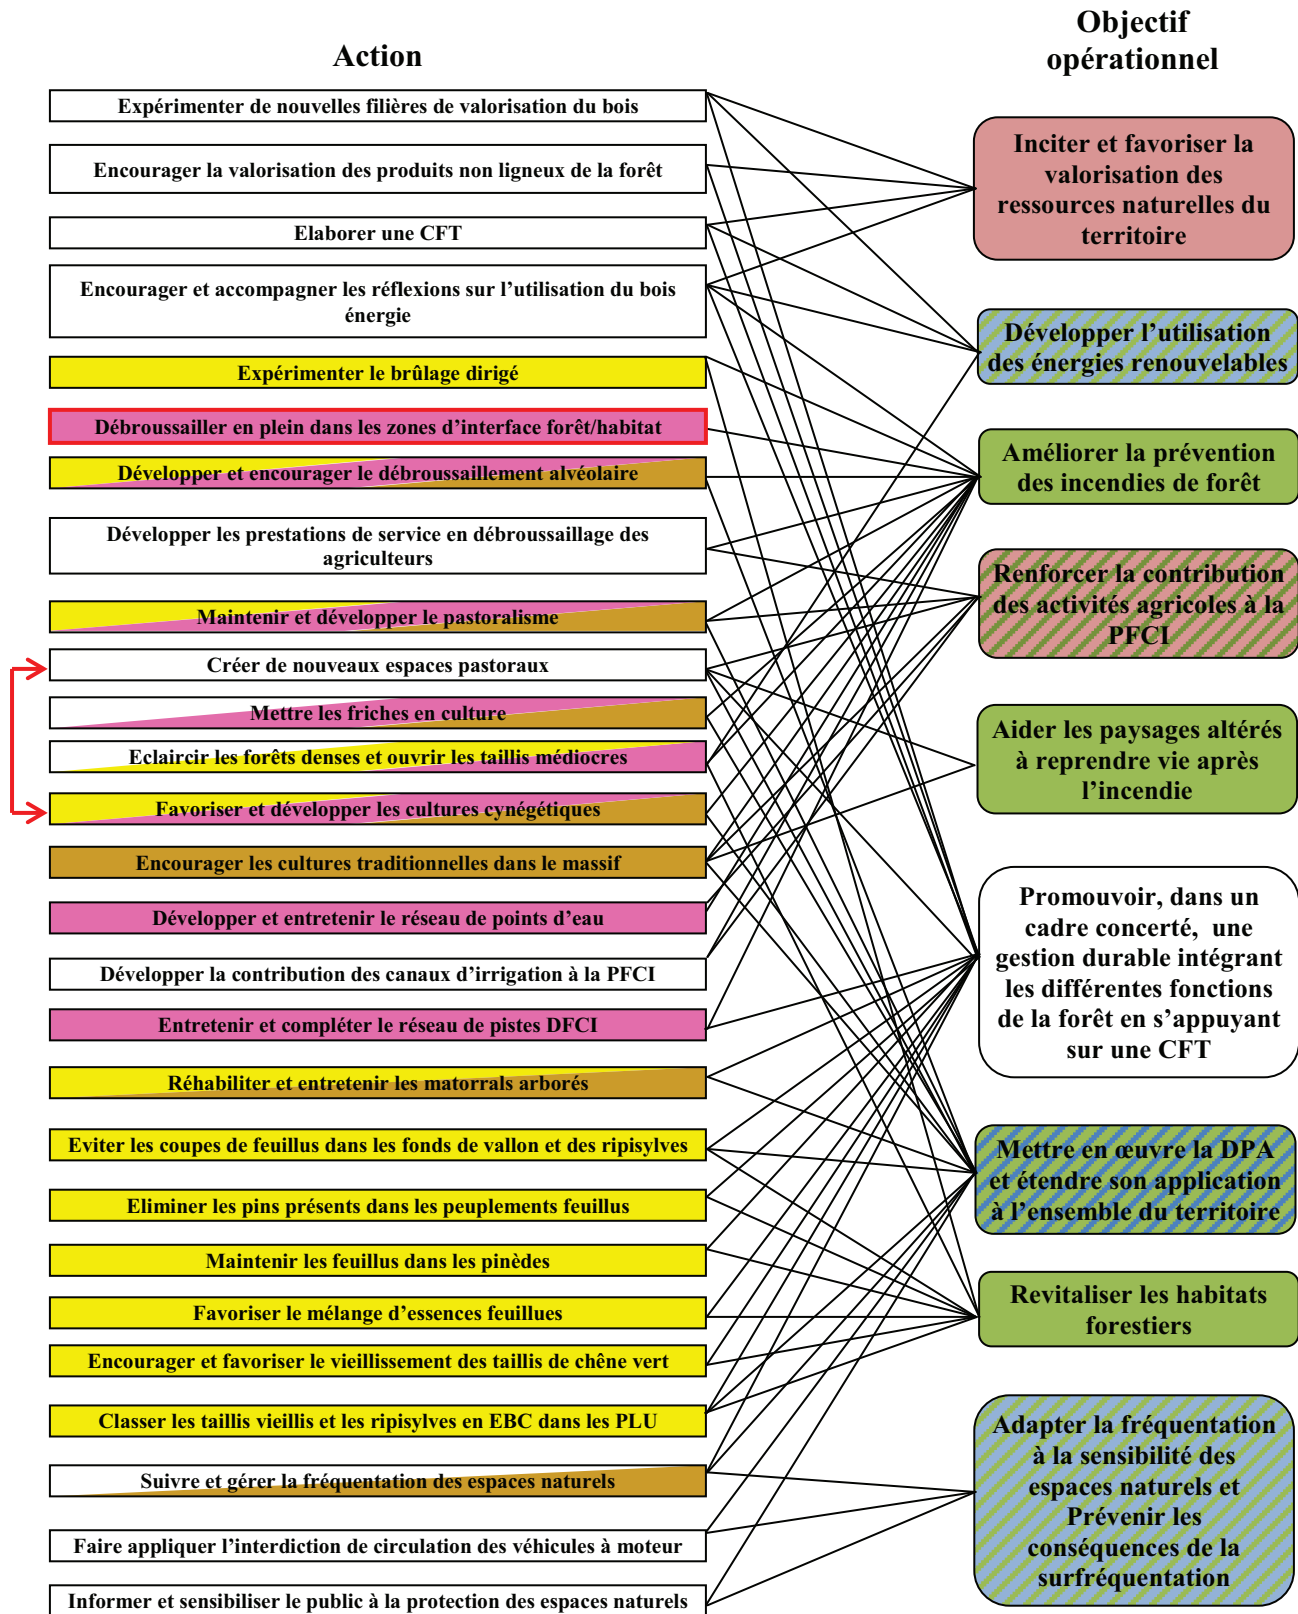 Action
Expérimenter de nouvelles filières de valorisation du bois
Encourager la valorisation des produits non ligneux de la forêt
Elaborer une CFT
Encourager et accompagner les réflexions sur l’utilisation du bois
énergie
Expérimenter le brûlage dirigé
Débroussailler en plein dans les zones d’interface forêt/habitat
Développer et encourager le débroussaillement alvéolaire
Développer les prestations de service en débroussaillage des
agriculteurs
Maintenir et développer le pastoralisme
Créer de nouveaux espaces pastoraux
Mettre les friches en culture
Eclaircir les forêts denses et ouvrir les taillis médiocres
Favoriser et développer les cultures cynégétiques
Encourager les cultures traditionnelles dans le massif
Développer et entretenir le réseau de points d’eau
Développer la contribution des canaux d’irrigation à la PFCI
Entretenir et compléter le réseau de pistes DFCI
Réhabiliter et entretenir les matorrals arborés
Eviter les coupes de feuillus dans les fonds de vallon et des ripisylves
Eliminer les pins présents dans les peuplements feuillus
Maintenir les feuillus dans les pinèdes
Favoriser le mélange d’essences feuillues
Encourager et favoriser le vieillissement des taillis de chêne vert
Classer les taillis vieillis et les ripisylves en EBC dans les PLU
Suivre et gérer la fréquentation des espaces naturels
Faire appliquer l’interdiction de circulation des véhicules à moteur
Informer et sensibiliser le public à la protection des espaces naturels
Objectif
opérationnel
Inciter et favoriser la
valorisation des
ressources naturelles du
territoire
Développer l’utilisation
des énergies renouvelables
Améliorer la prévention
des incendies de forêt
Renforcer la contribution
des activités agricoles à la
PFCI
Aider les paysages altérés
à reprendre vie après
l’incendie
Promouvoir, dans un
cadre concerté, une
gestion durable intégrant
les différentes fonctions
de la forêt en s’appuyant
sur une CFT
Mettre en œuvre la DPA
et étendre son application
à l’ensemble du territoire
Revitaliser les habitats
forestiers
Adapter la fréquentation
à la sensibilité des
espaces naturels et
Prévenir les
conséquences de la
surfréquentation